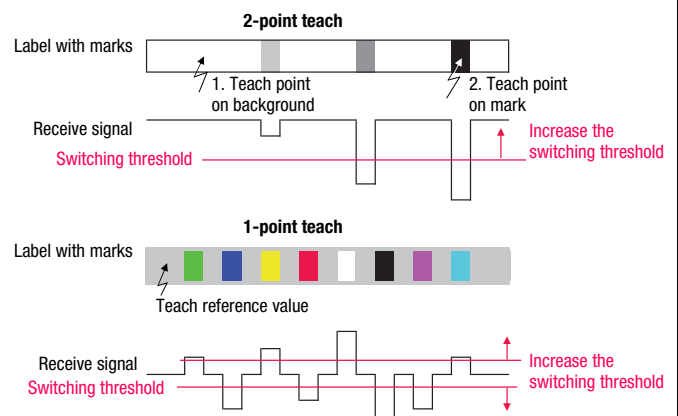 2-point teach
Label with marks
1. Teach point
on background
2. Teach point
on mark
Receive signal
Switching threshold
Increase the
switching threshold
1-point teach
Label with marks
Teach reference value
Receive signal
Switching threshold
Increase the
switching threshold